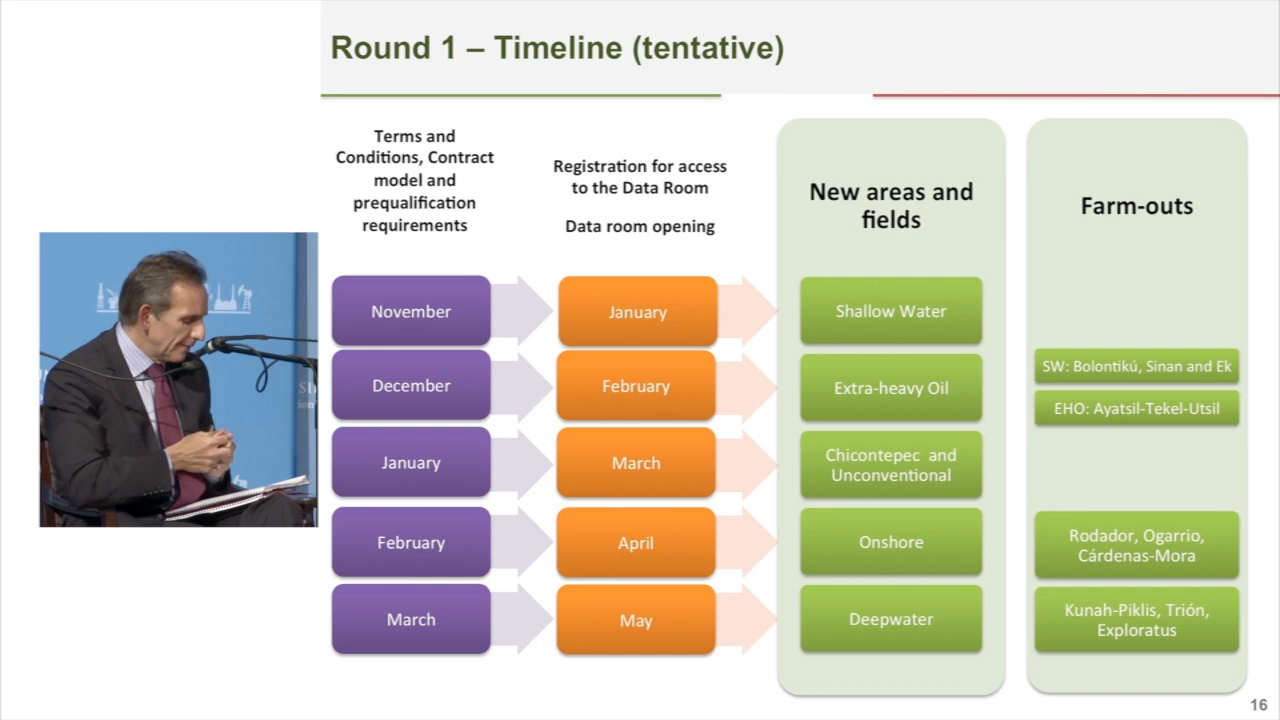 Round 1 – Timeline (tentative)
Terms and
Conditions, Contract
model and
prequalification
requirements
Registration for access
to the Data Room
Data room opening
New areas and
fields
Farm-outs
November
January
Shallow Water
December
February
Extra-heavy Oil
SW: Bolontikú, Sinan and Ek
EHO: Ayatsil-Tekel-Utsil
January
March
Chicontepec and
Unconventional
February
April
Onshore
Rodador, Ogarrio,
Cárdenas-Mora
March
May
Deepwater
Kunah-Piklis, Trión,
Exploratus
16